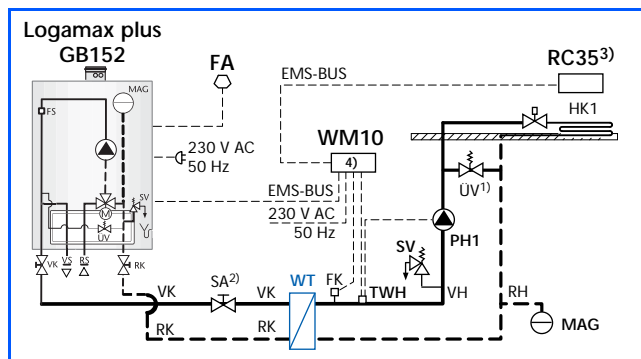 Logamax plus
GB152
FA
RC35³⁾
MAG
EMS-BUS
HK1
FS
230 V AC
50 Hz
WM10
4)
ÜV¹⁾
M
SV
ÜV
EMS-BUS
230 V AC
50 Hz
PH1
VS
RS
VK
RK
SV
SA²⁾
WT
FK
TWH
VK
VK
VH
RH
RK
RK
MAG